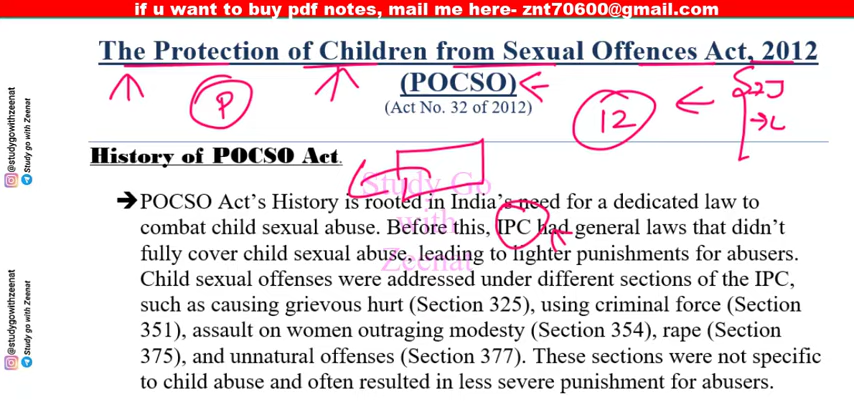 if u want to buy pdf notes, mail me here- znt70600@gmail.com
The Protection of Children from Sexual Offences Act, 2012
(POCSO)
(Act No. 32 of 2012)
P
12
History of POCSO Act.
➔POCSO Act's History is rooted in India's need for a dedicated law to
combat child sexual abuse. Before this, IPC had general laws that didn't
fully cover child sexual abuse, leading to lighter punishments for abusers.
Child sexual offenses were addressed under different sections of the IPC,
such as causing grievous hurt (Section 325), using criminal force (Section
351), assault on women outraging modesty (Section 354), rape (Section
375), and unnatural offenses (Section 377). These sections were not specific
to child abuse and often resulted in less severe punishment for abusers.
Study Go
with
Zeenat
@studygowithzeenat
Study go with Zeenat
@studygowithzeenat
Study go with Zeenat